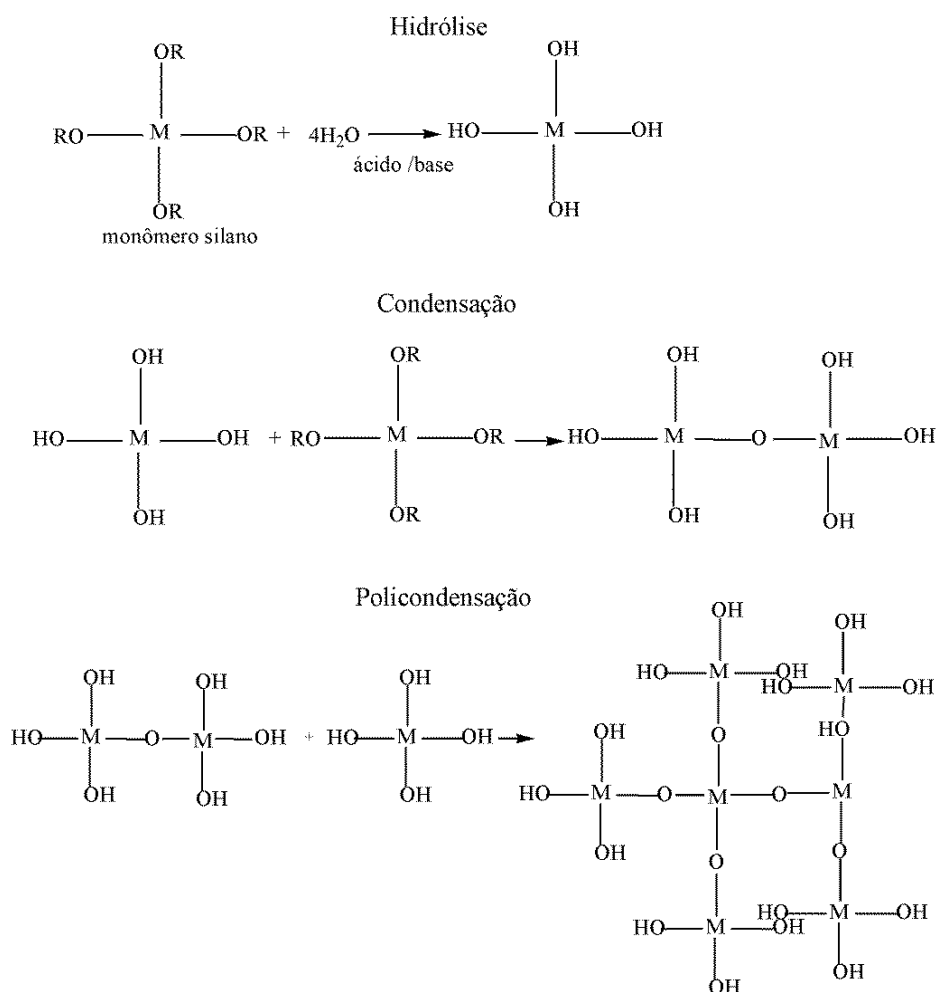 Hidrólise
OR
RO M OR + 4H₂O HO M OH
ácido /base
OR OH
OH
monômero silano
Condensação
OH OR OH OH
HO M OH + RO M OR HO M O M OH
OH OR OH OH
Policondensação
OH OH
OH OH OH HO M OH HO M OH
HO M O M OH + HO M OH O HO
OH OH OH OH
HO M O M O M
OH O O
HO M OH HO M OH
OH OH